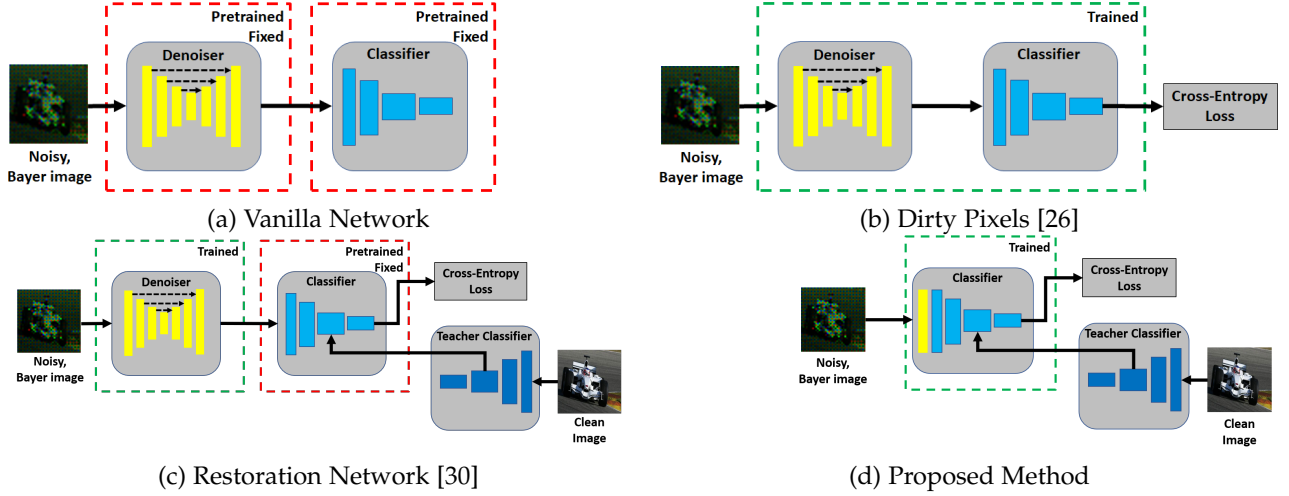 Pretrained
Fixed
Denoiser
Noisy,
Bayer image
Pretrained
Fixed
Classifier
(a) Vanilla Network
Trained
Denoiser
Classifier
Cross-Entropy
Loss
Noisy,
Bayer image
(b) Dirty Pixels [26]
Trained
Denoiser
Noisy,
Bayer image
Pretrained
Fixed
Classifier
Cross-Entropy
Loss
Teacher Classifier
Clean
Image
(c) Restoration Network [30]
Trained
Classifier
Cross-Entropy
Loss
Noisy,
Bayer image
Teacher Classifier
Clean
Image
(d) Proposed Method